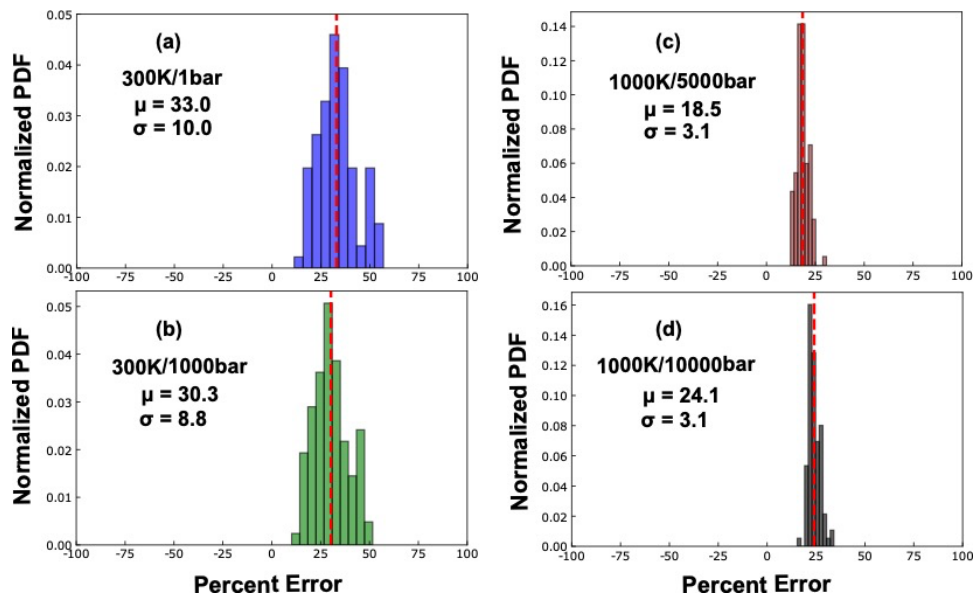 (a)
300K/1bar
μ = 33.0
σ = 10.0
Normalized PDF
0.05
0.04
0.03
0.02
0.01
0.00
-100 -75 -50 -25 0 25 50 75 100
(c)
1000K/5000bar
μ = 18.5
σ = 3.1
Normalized PDF
0.14
0.12
0.10
0.08
0.06
0.04
0.02
0.00
-100 -75 -50 -25 0 25 50 75 100
(b)
300K/1000bar
μ = 30.3
σ = 8.8
Normalized PDF
0.05
0.04
0.03
0.02
0.01
0.00
-100 -75 -50 -25 0 25 50 75 100
Percent Error
(d)
1000K/10000bar
μ = 24.1
σ = 3.1
Normalized PDF
0.16
0.14
0.12
0.10
0.08
0.06
0.04
0.02
0.00
-100 -75 -50 -25 0 25 50 75 100
Percent Error